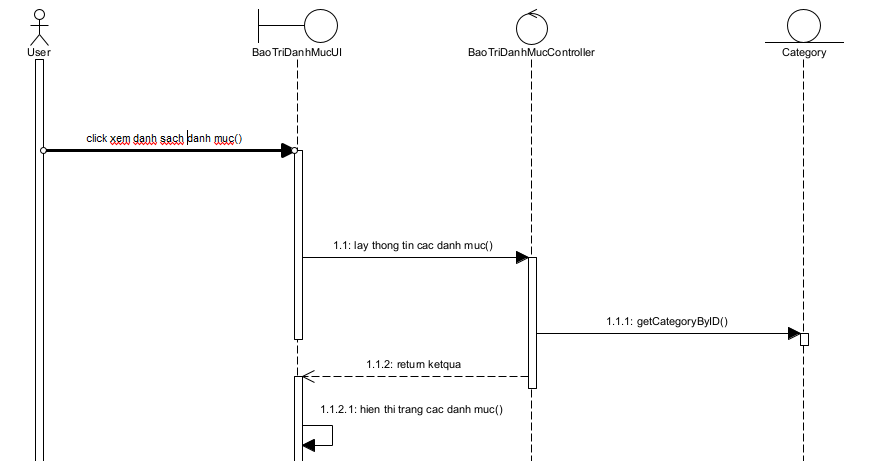 User
BaoTriDanhMucUI
BaoTriDanhMucController
Category
click xem danh sach danh muc()
1.1: lay thong tin cac danh muc()
1.1.1: getCategoryByID()
1.1.2: return ketqua
1.1.2.1: hien thi trang cac danh muc()